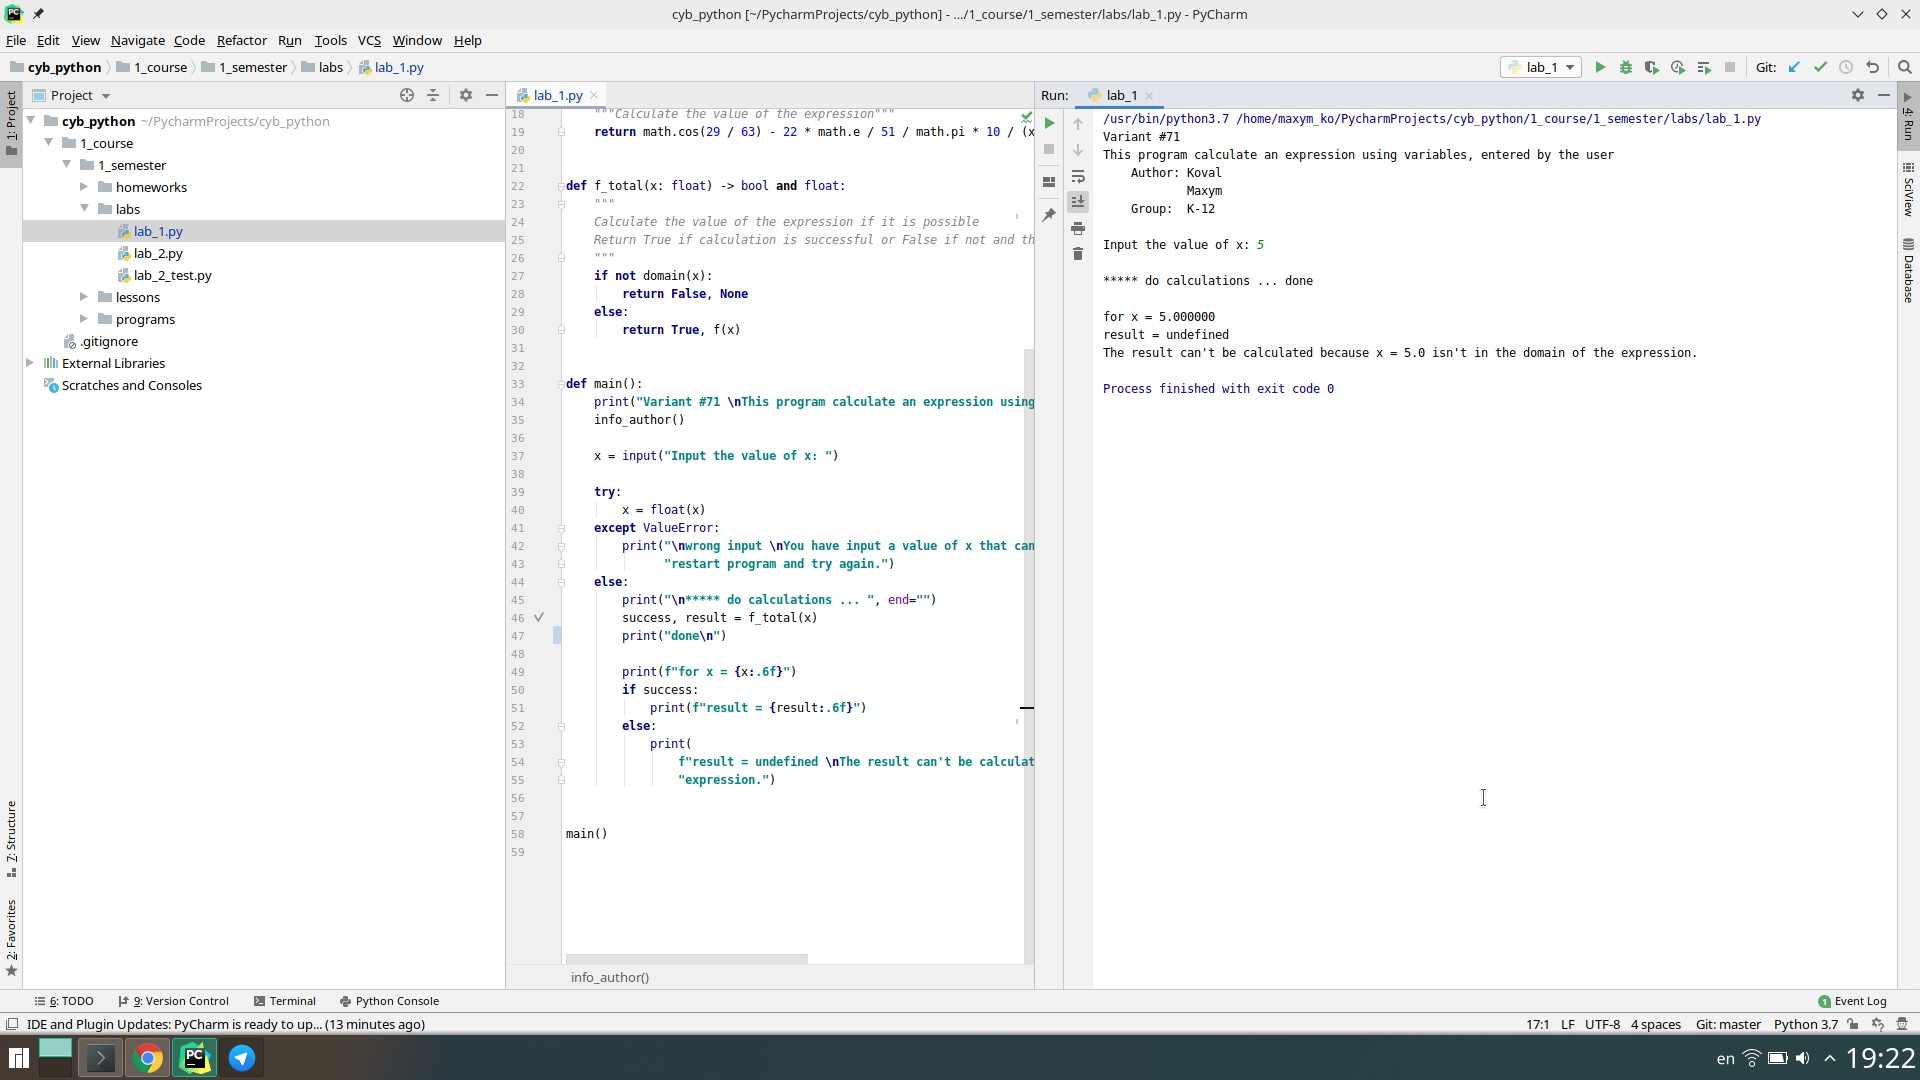 cyb_python [~/PycharmProjects/cyb_python] - .../1_course/1_semester/labs/lab_1.py - PyCharm
File Edit View Navigate Code Refactor Run Tools VCS Window Help
cyb_python 1_course 1_semester labs lab_1.py
lab_1
Git:
1: Project
Project
cyb_python ~/PycharmProjects/cyb_python
1_course
1_semester
homeworks
labs
lab_1.py
lab_2.py
lab_2_test.py
lessons
programs
.gitignore
External Libraries
Scratches and Consoles
7: Structure
2: Favorites
lab_1.py
18 """Calculate the value of the expression"""
19 return math.cos(29 / 63) - 22 * math.e / 51 / math.pi * 10 / (x
20
21
22 def f_total(x: float) -> bool and float:
23 """
24 Calculate the value of the expression if it is possible
25 Return True if calculation is successful or False if not and th
26 """
27 if not domain(x):
28 return False, None
29 else:
30 return True, f(x)
31
32
33 def main():
34 print("Variant #71 \nThis program calculate an expression using
35 info_author()
36
37 x = input("Input the value of x: ")
38
39 try:
40 x = float(x)
41 except ValueError:
42 print("\nwrong input \nYou have input a value of x that can
43 "restart program and try again.")
44 else:
45 print("\n***** do calculations ... ", end="")
46 success, result = f_total(x)
47 print("done\n")
48
49 print(f"for x = {x:.6f}")
50 if success:
51 print(f"result = {result:.6f}")
52 else:
53 print(
54 f"result = undefined \nThe result can't be calculat
55 "expression.")
56
57
58 main()
59
info_author()
Run: lab_1
/usr/bin/python3.7 /home/maxym_ko/PycharmProjects/cyb_python/1_course/1_semester/labs/lab_1.py
Variant #71
This program calculate an expression using variables, entered by the user
Author: Koval
Maxym
Group: K-12
Input the value of x: 5
***** do calculations ... done
for x = 5.000000
result = undefined
The result can't be calculated because x = 5.0 isn't in the domain of the expression.
Process finished with exit code 0
4: Run
SciView
Database
6: TODO 9: Version Control Terminal Python Console
1 Event Log
IDE and Plugin Updates: PyCharm is ready to up... (13 minutes ago)
17:1 LF UTF-8 4 spaces Git: master Python 3.7
PC
en 19:22